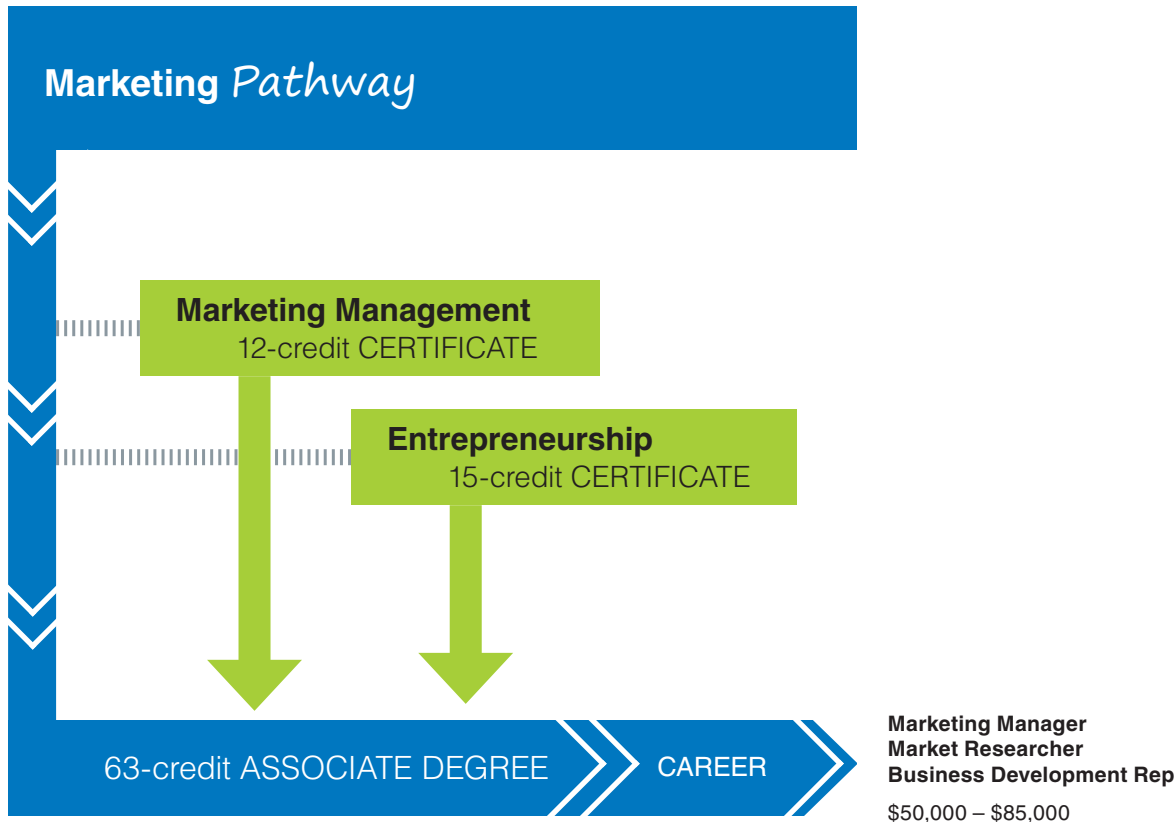 Marketing Pathway
Marketing Management
12-credit CERTIFICATE
Entrepreneurship
15-credit CERTIFICATE
63-credit ASSOCIATE DEGREE
CAREER
Marketing Manager
Market Researcher
Business Development Rep
$50,000 – $85,000